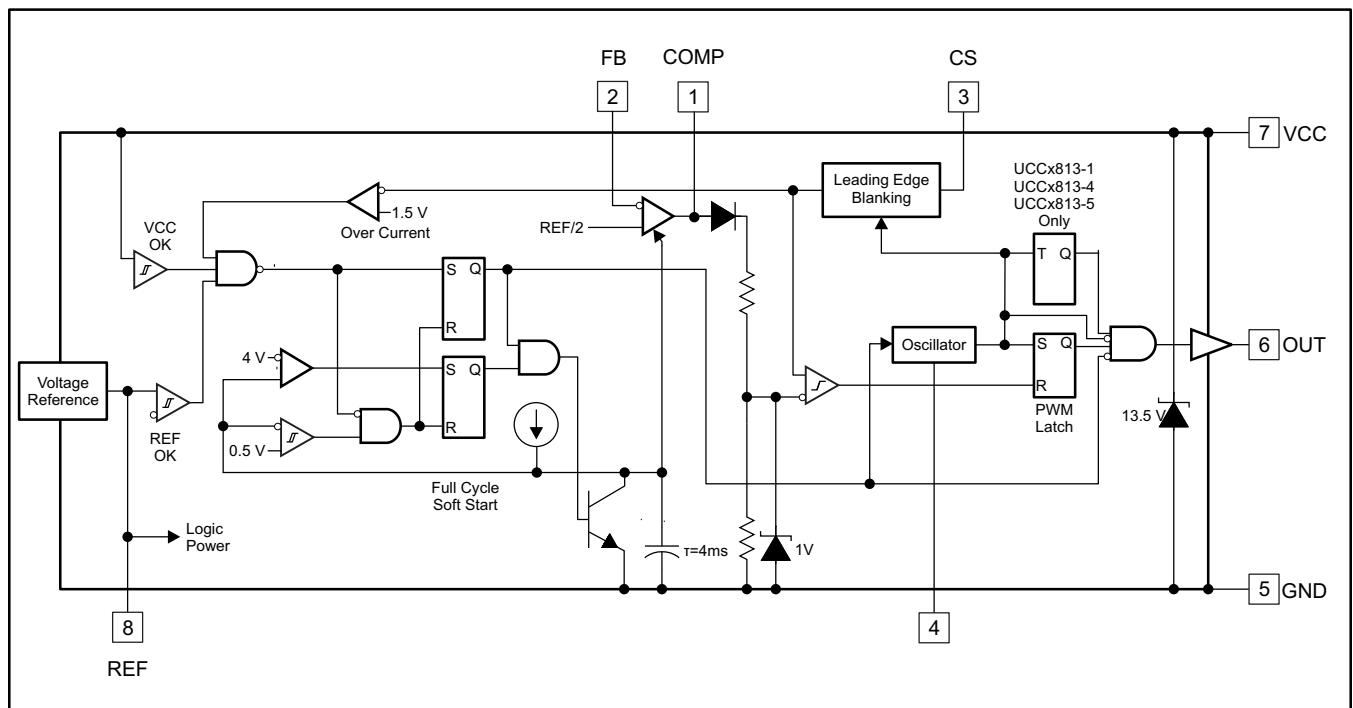 FB
COMP
CS
2
1
3
7
VCC
UCCx813-1
UCCx813-4
UCCx813-5
Only
Leading Edge
Blanking
1.5 V
Over Current
REF/2
VCC
OK
T Q
S Q
R
Oscillator
S Q
R
PWM
Latch
6
OUT
4 V
Voltage
Reference
S Q
R
REF
OK
0.5 V
13.5 V
Full Cycle
Soft Start
Logic
Power
τ=4ms
1V
5
GND
8
REF
4